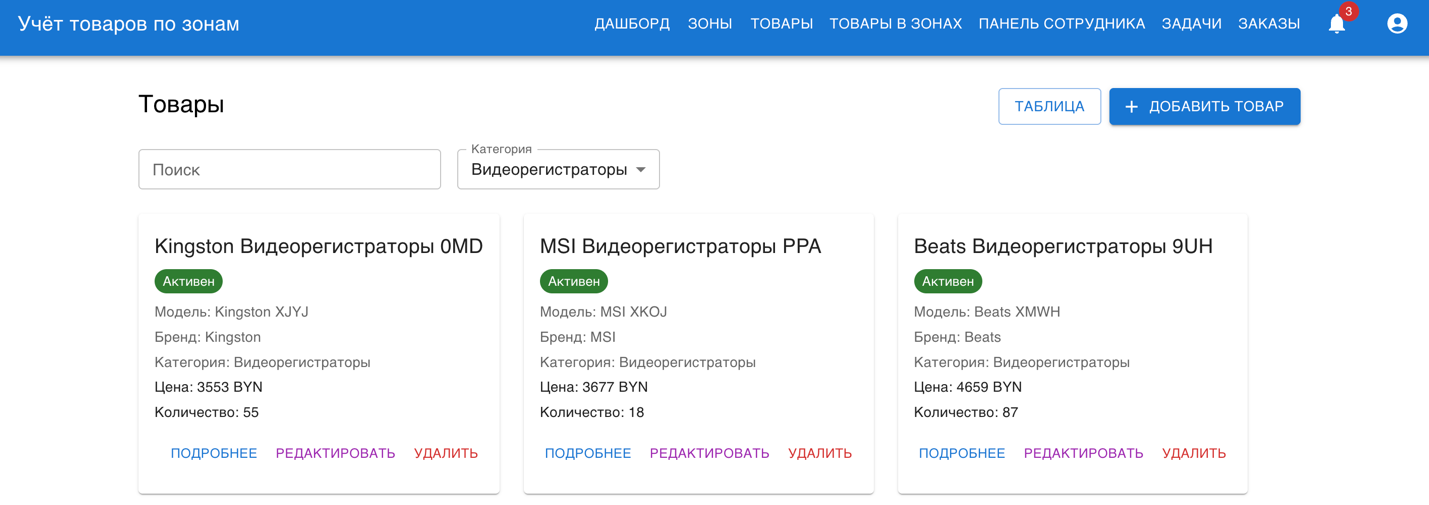 Учёт товаров по зонам
ДАШБОРД ЗОНЫ ТОВАРЫ ТОВАРЫ В ЗОНАХ ПАНЕЛЬ СОТРУДНИКА ЗАДАЧИ ЗАКАЗЫ 3
Товары
ТАБЛИЦА + ДОБАВИТЬ ТОВАР
Поиск
Категория
Видеорегистраторы
Kingston Видеорегистраторы 0MD
Активен
Модель: Kingston XJYJ
Бренд: Kingston
Категория: Видеорегистраторы
Цена: 3553 BYN
Количество: 55
ПОДРОБНЕЕ РЕДАКТИРОВАТЬ УДАЛИТЬ
MSI Видеорегистраторы PPA
Активен
Модель: MSI XKOJ
Бренд: MSI
Категория: Видеорегистраторы
Цена: 3677 BYN
Количество: 18
ПОДРОБНЕЕ РЕДАКТИРОВАТЬ УДАЛИТЬ
Beats Видеорегистраторы 9UH
Активен
Модель: Beats XMWH
Бренд: Beats
Категория: Видеорегистраторы
Цена: 4659 BYN
Количество: 87
ПОДРОБНЕЕ РЕДАКТИРОВАТЬ УДАЛИТЬ